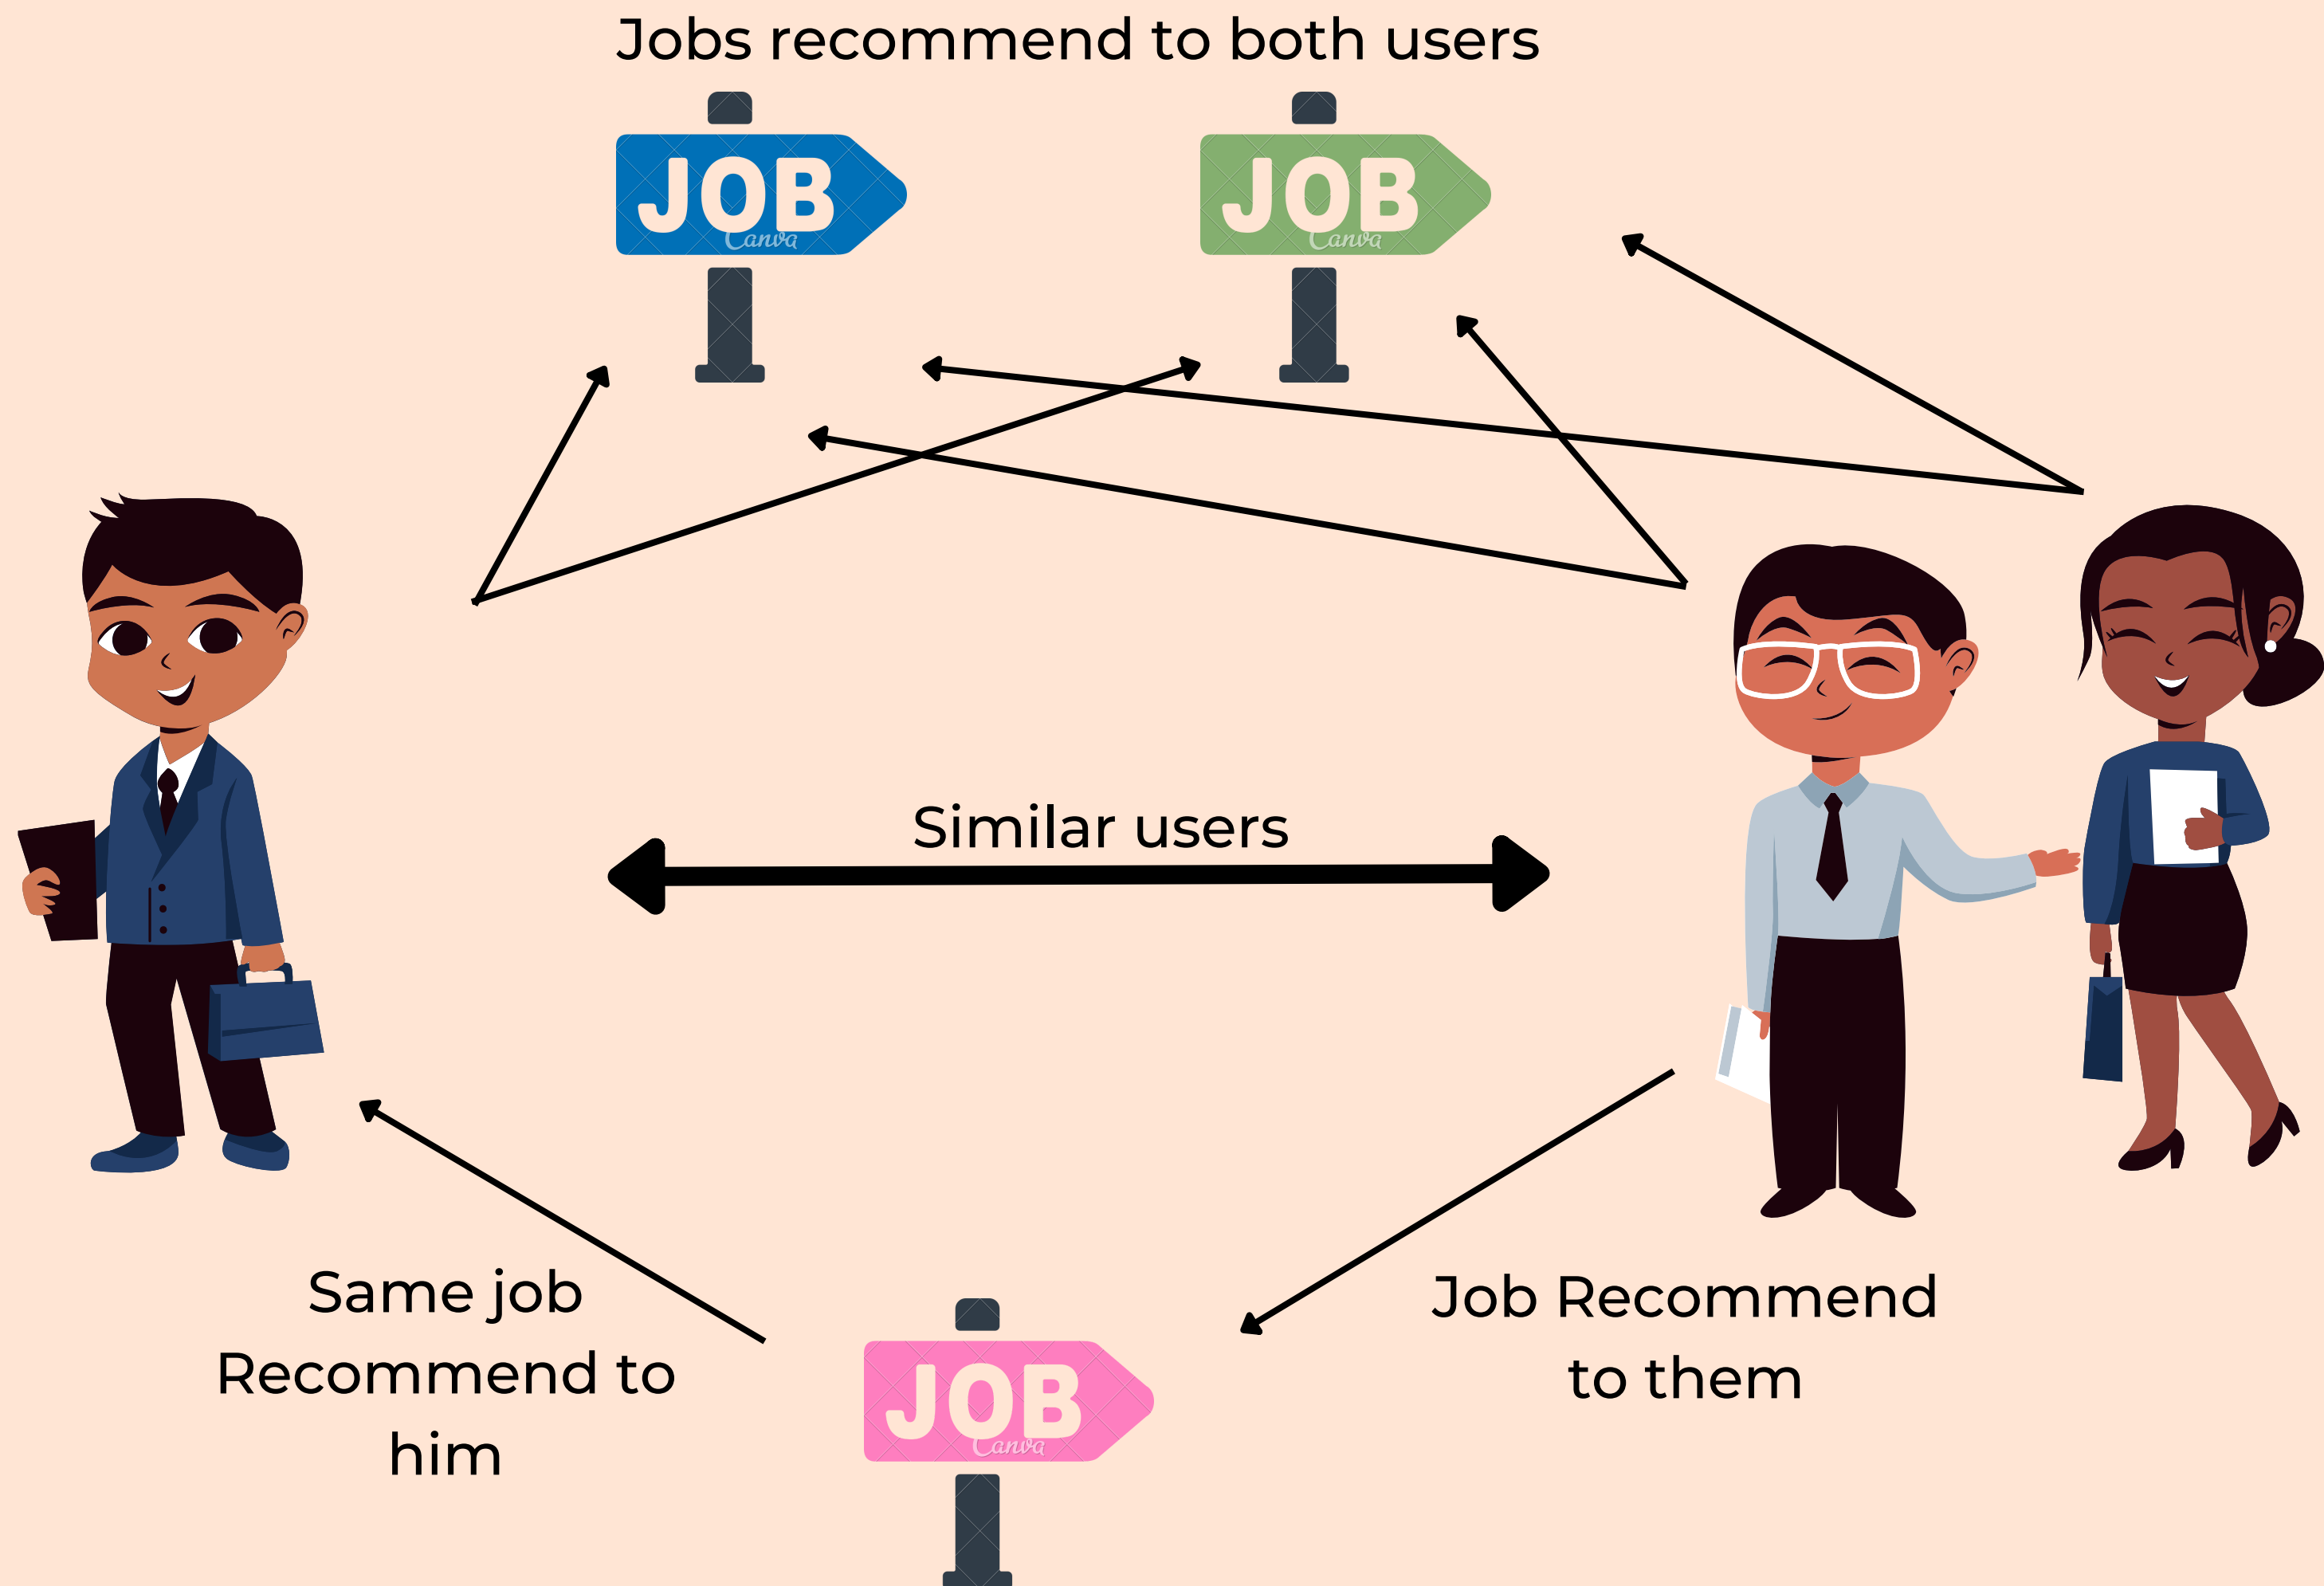 Jobs recommend to both users
JOB
Canva
JOB
Canva
Similar users
Same job
Recommend to
him
Job Recommend
to them
JOB
Canva